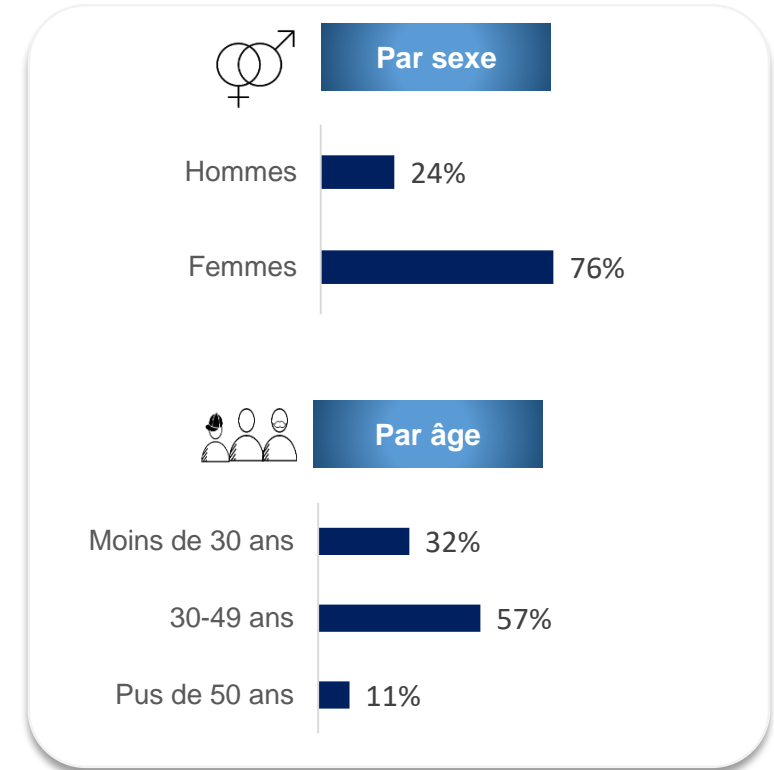 Par sexe
Hommes 24%
Femmes 76%
Par âge
Moins de 30 ans 32%
30-49 ans 57%
Pus de 50 ans 11%